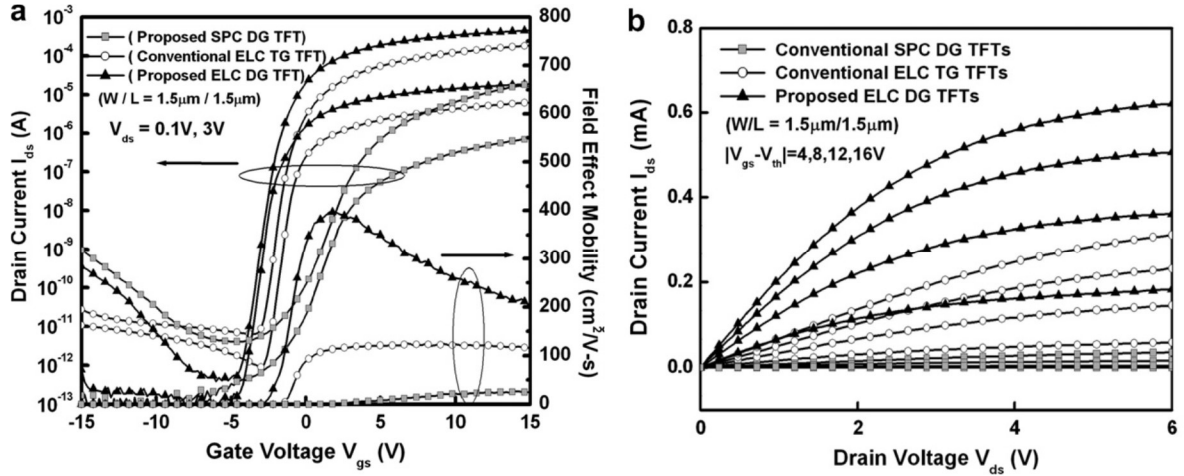 a
( Proposed SPC DG TFT)
( Conventional ELC TG TFT)
( Proposed ELC DG TFT)
(W / L = 1.5μm / 1.5μm)
V_ds = 0.1V, 3V
Drain Current I_ds (A)
10^-3
10^-4
10^-5
10^-6
10^-7
10^-8
10^-9
10^-10
10^-11
10^-12
10^-13
-15
-10
-5
0
5
10
15
Gate Voltage V_gs (V)
800
700
600
500
400
300
200
100
0
Field Effect Mobility (cm^2/V-s)
b
Conventional SPC DG TFTs
Conventional ELC TG TFTs
Proposed ELC DG TFTs
(W/L = 1.5μm/1.5μm)
|V_gs-V_th|=4,8,12,16V
Drain Current I_ds (mA)
0.8
0.6
0.4
0.2
0.0
0
2
4
6
Drain Voltage V_ds (V)